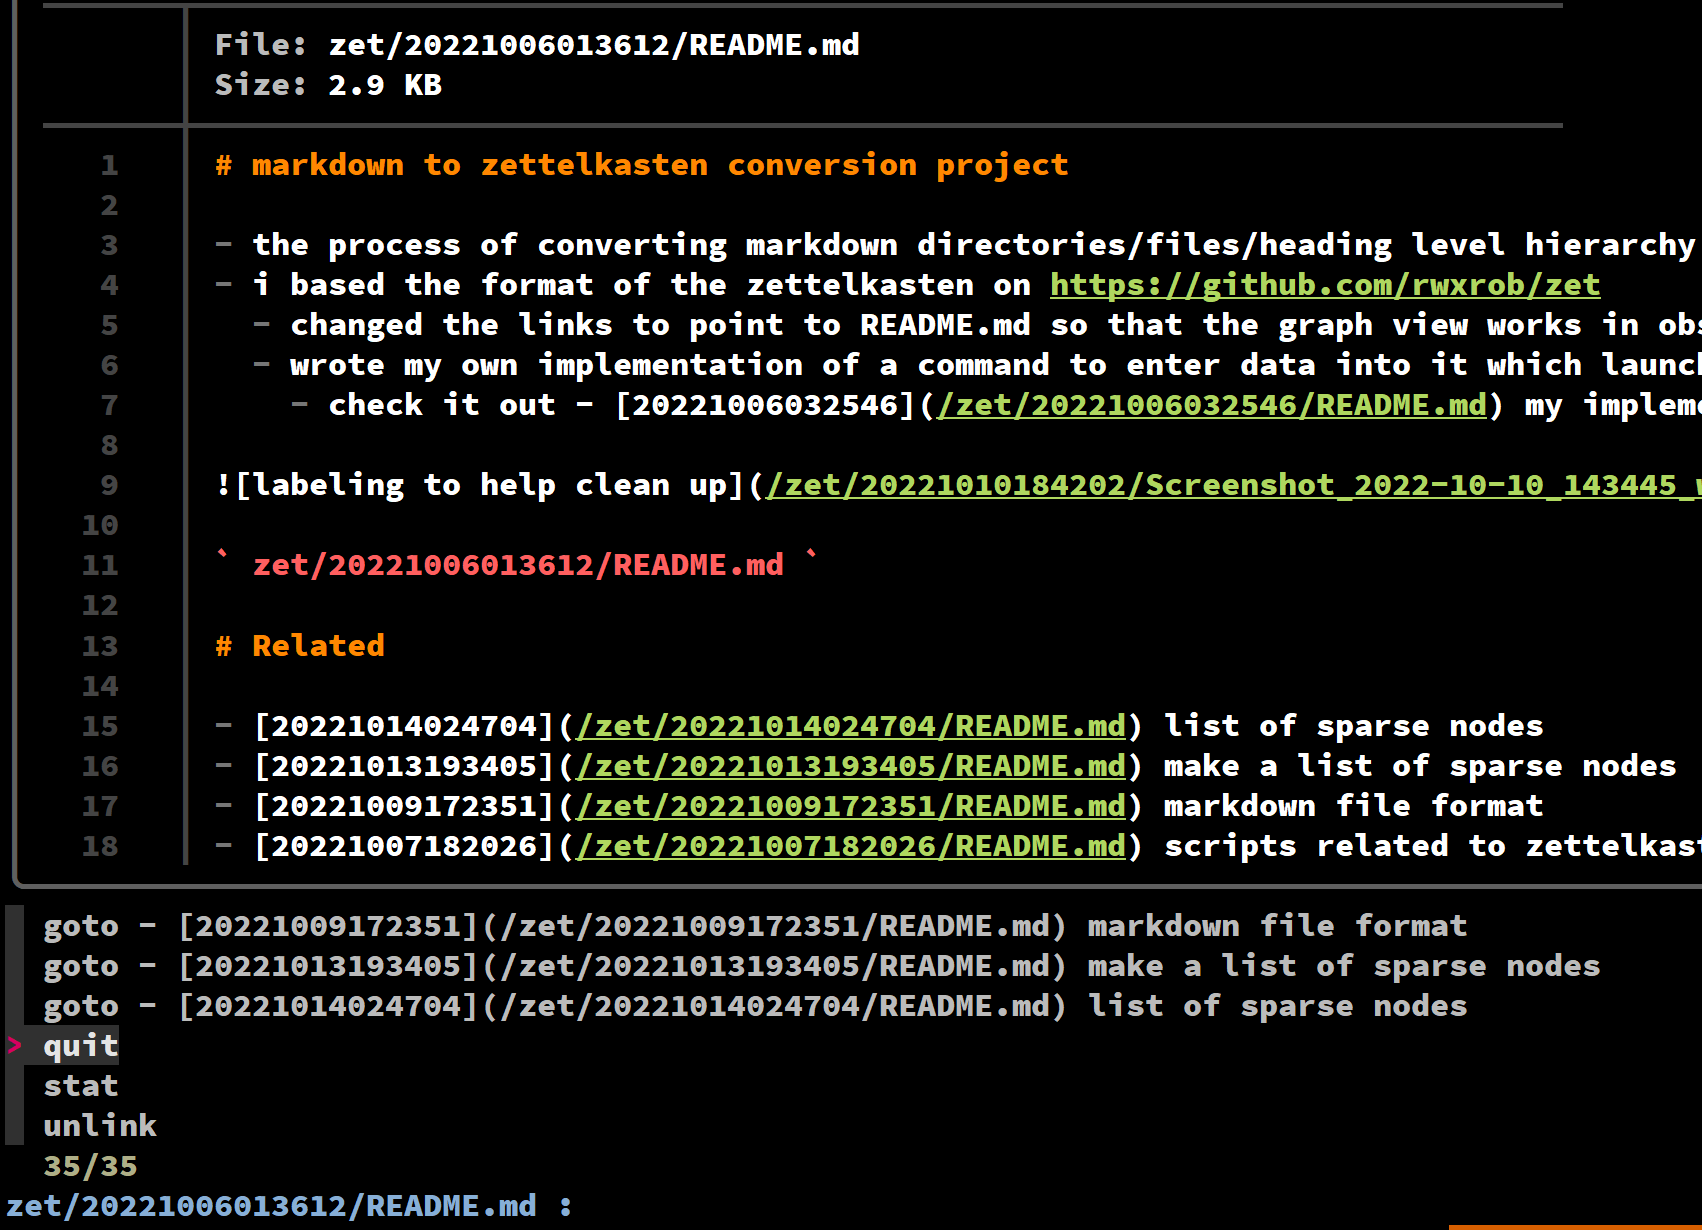 File: zet/20221006013612/README.md
Size: 2.9 KB
1 # markdown to zettelkasten conversion project
2
3 - the process of converting markdown directories/files/heading level hierarchy
4 - i based the format of the zettelkasten on https://github.com/rwxrob/zet
5 - changed the links to point to README.md so that the graph view works in obs
6 - wrote my own implementation of a command to enter data into it which launch
7 - check it out - [20221006032546](/zet/20221006032546/README.md) my impleme
8
9 ![labeling to help clean up](/zet/20221010184202/Screenshot_2022-10-10_143445_w
10
11 ` zet/20221006013612/README.md `
12
13 # Related
14
15 - [20221014024704](/zet/20221014024704/README.md) list of sparse nodes
16 - [20221013193405](/zet/20221013193405/README.md) make a list of sparse nodes
17 - [20221009172351](/zet/20221009172351/README.md) markdown file format
18 - [20221007182026](/zet/20221007182026/README.md) scripts related to zettelkast
goto - [20221009172351](/zet/20221009172351/README.md) markdown file format
goto - [20221013193405](/zet/20221013193405/README.md) make a list of sparse nodes
goto - [20221014024704](/zet/20221014024704/README.md) list of sparse nodes
> quit
stat
unlink
35/35
zet/20221006013612/README.md :